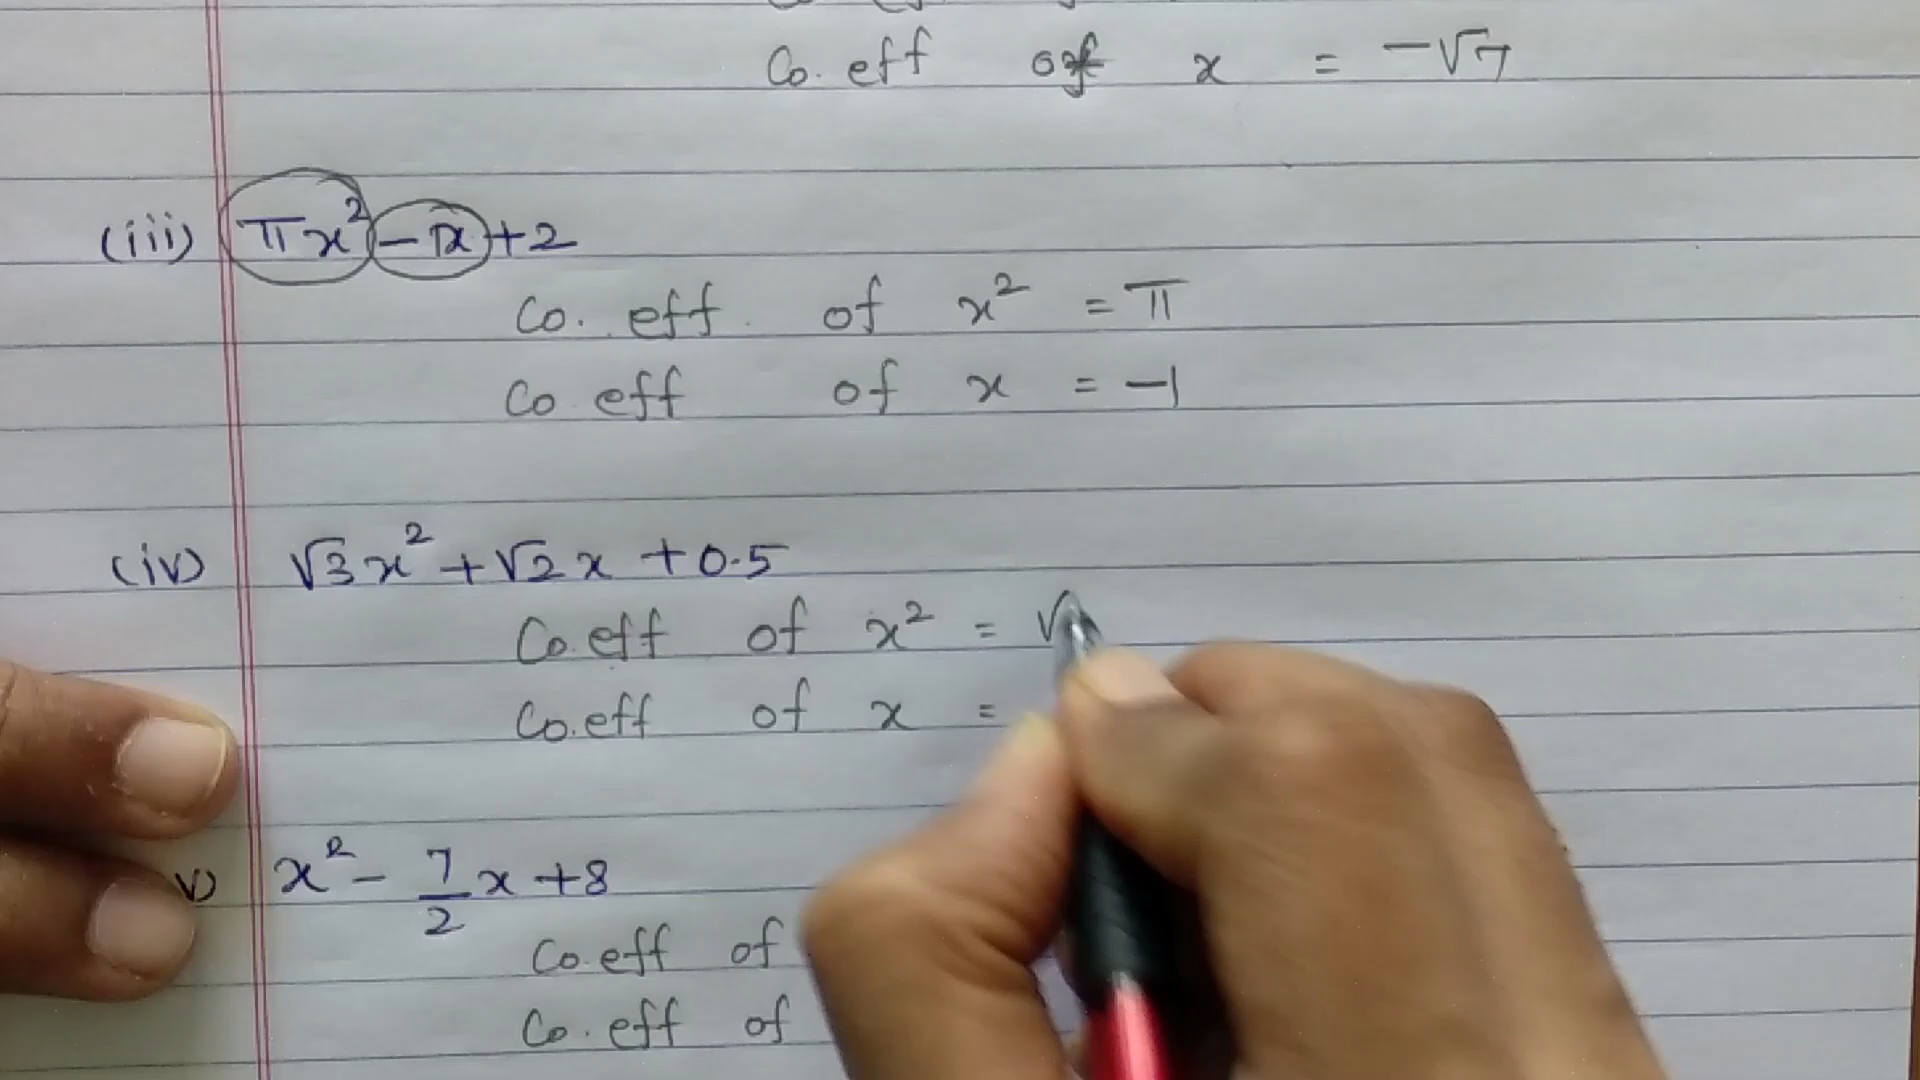 Co. eff of x = -√7
(iii) πx² - x + 2
Co. eff. of x² = π
Co eff of x = -1
(iv) √3x² + √2x + 0.5
Co. eff of x² = √
Co. eff of x =
v) x² - 7/2 x + 8
Co. eff of
Co. eff of